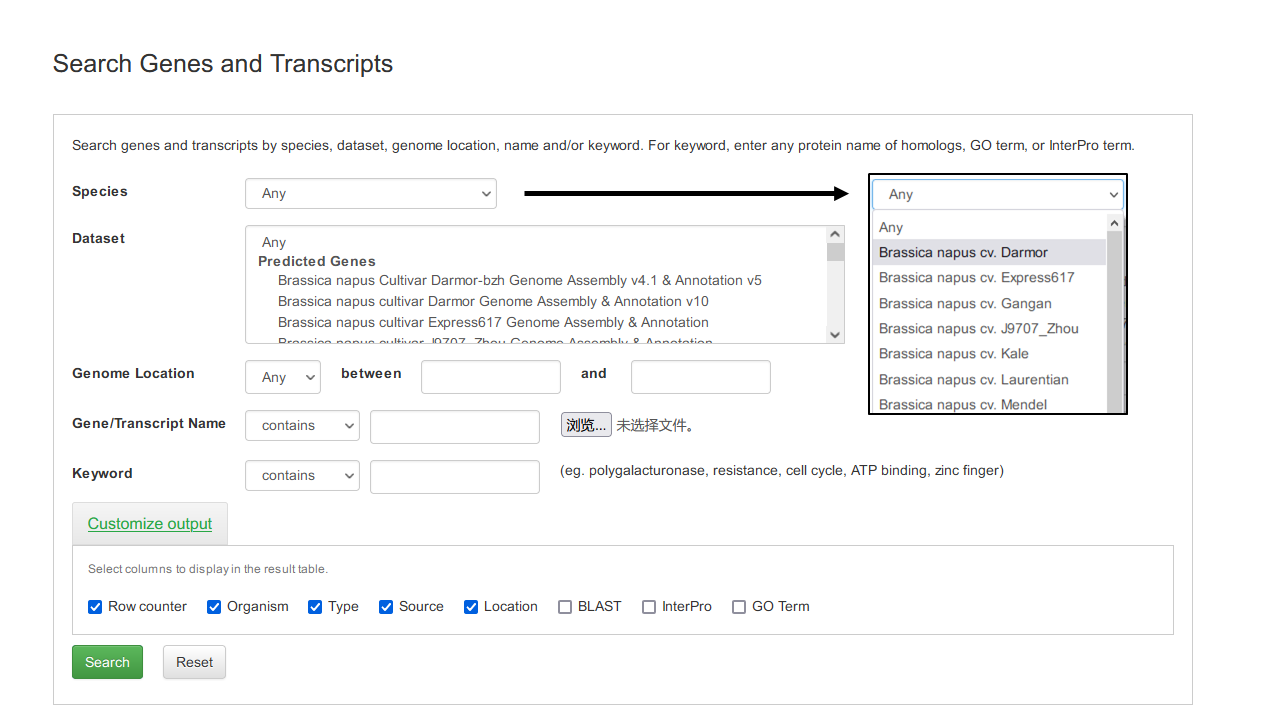 Search Genes and Transcripts
Search genes and transcripts by species, dataset, genome location, name and/or keyword. For keyword, enter any protein name of homologs, GO term, or InterPro term.
Species
Any
Any
Any
Brassica napus cv. Darmor
Brassica napus cv. Express617
Brassica napus cv. Gangan
Brassica napus cv. J9707_Zhou
Brassica napus cv. Kale
Brassica napus cv. Laurentian
Brassica napus cv. Mendel
Dataset
Any
Predicted Genes
Brassica napus Cultivar Darmor-bzh Genome Assembly v4.1 & Annotation v5
Brassica napus cultivar Darmor Genome Assembly & Annotation v10
Brassica napus cultivar Express617 Genome Assembly & Annotation
Brassica napus cultivar J9707_Zhou Genome Assembly & Annotation
Genome Location Any between and
Gene/Transcript Name contains 浏览... 未选择文件。
Keyword contains (eg. polygalacturonase, resistance, cell cycle, ATP binding, zinc finger)
Customize output
Select columns to display in the result table.
Row counter Organism Type Source Location BLAST InterPro GO Term
Search Reset